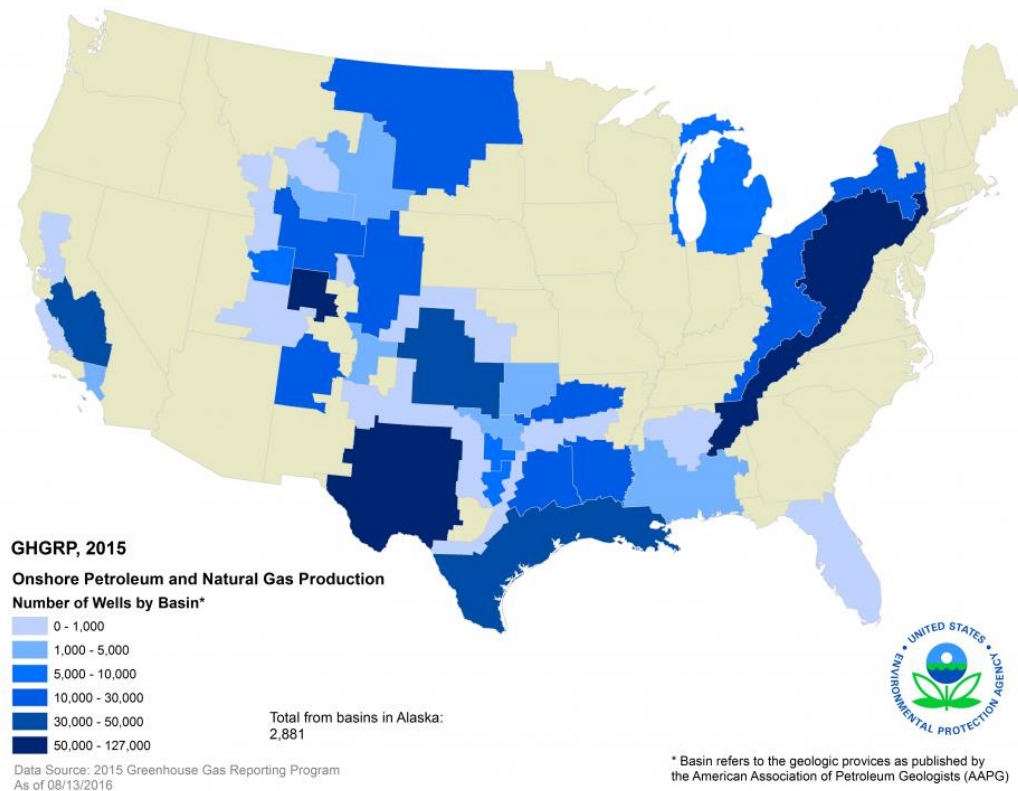 GHGRP, 2015
Onshore Petroleum and Natural Gas Production
Number of Wells by Basin*
0 - 1,000
1,000 - 5,000
5,000 - 10,000
10,000 - 30,000
30,000 - 50,000
50,000 - 127,000
Data Source: 2015 Greenhouse Gas Reporting Program
As of 08/13/2016
Total from basins in Alaska:
2,881
UNITED STATES
ENVIRONMENTAL PROTECTION AGENCY
* Basin refers to the geologic provices as published by
the American Association of Petroleum Geologists (AAPG)